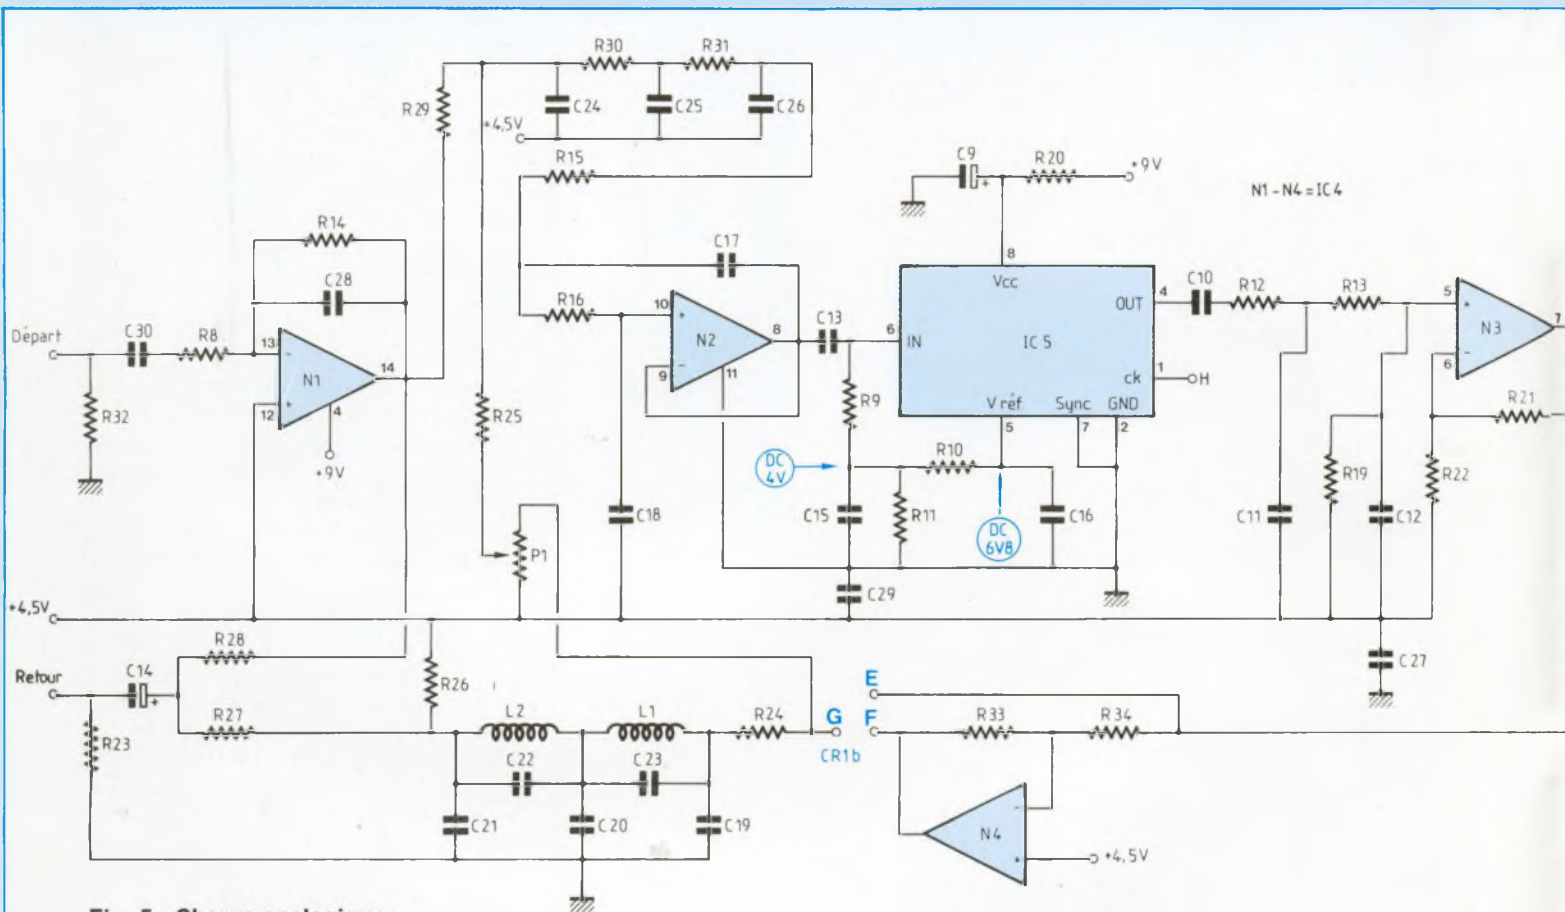 R30
R31
R29
C24
C25
C26
+4,5V
R15
C9
R20
+9V
N1-N4=IC4
R14
C28
C17
8
Vcc
OUT
4
C10
R12
R13
5
+
N3
7
-
6
R16
10
+
N2
8
C13
6
IN
IC5
Départ
C30
R8
13
-
N1
14
+
12
4
+9V
-
9
11
ck
1
H
R32
R25
R9
V réf
Sync
GND
5
7
2
R21
DC
4V
R10
R19
R22
C18
C15
R11
DC
6V8
C16
C11
C12
P1
C29
+4,5V
R28
Retour
C14
+
R26
C27
R27
L2
L1
R24
G
E
F
R33
R34
CR1b
R23
C22
C23
C21
C20
C19
-
N4
+
+4,5V